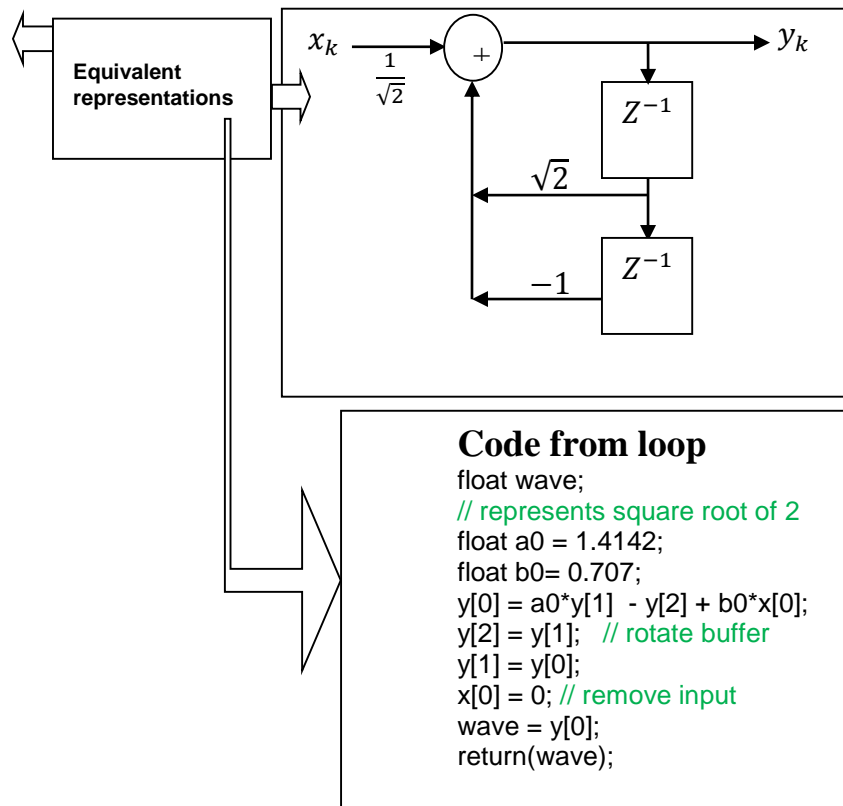 Equivalent
representations
x_k
1/√2
+
y_k
Z^{-1}
√2
Z^{-1}
−1
Code from loop
float wave;
// represents square root of 2
float a0 = 1.4142;
float b0= 0.707;
y[0] = a0*y[1]  - y[2] + b0*x[0];
y[2] = y[1];   // rotate buffer
y[1] = y[0];
x[0] = 0; // remove input
wave = y[0];
return(wave);